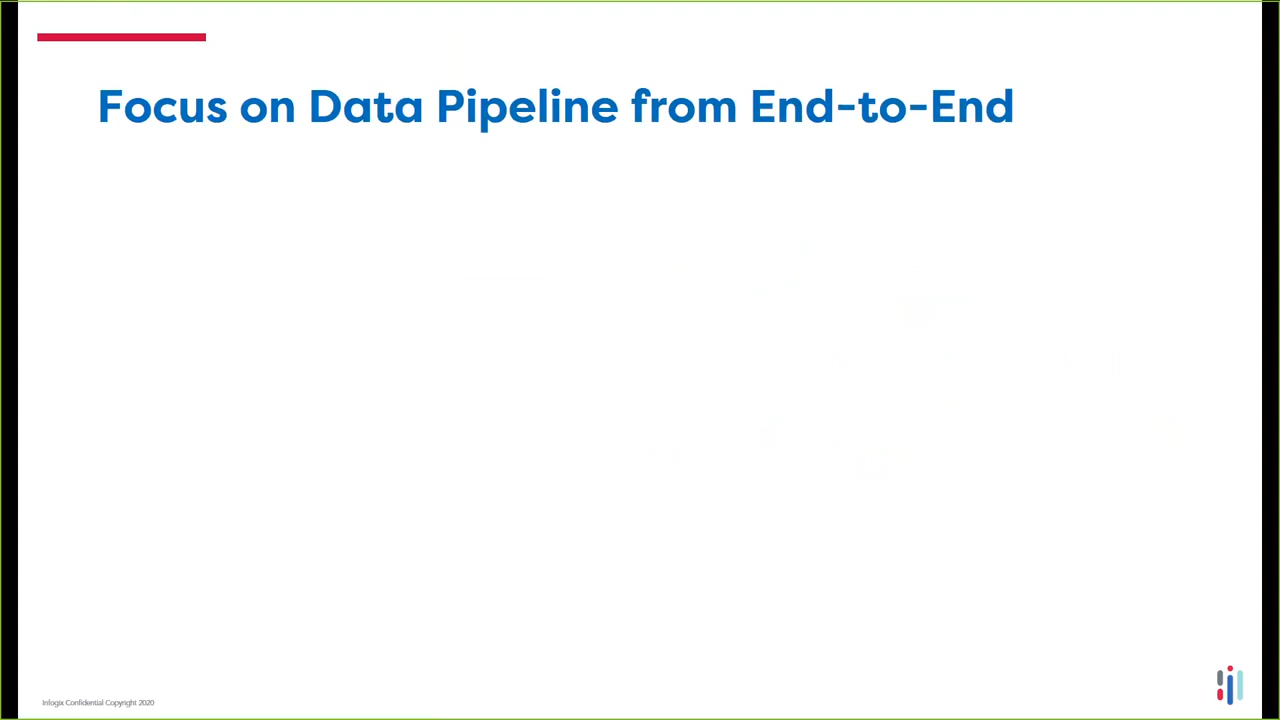 Focus on Data Pipeline from End-to-End
Infogix Confidential Copyright 2020